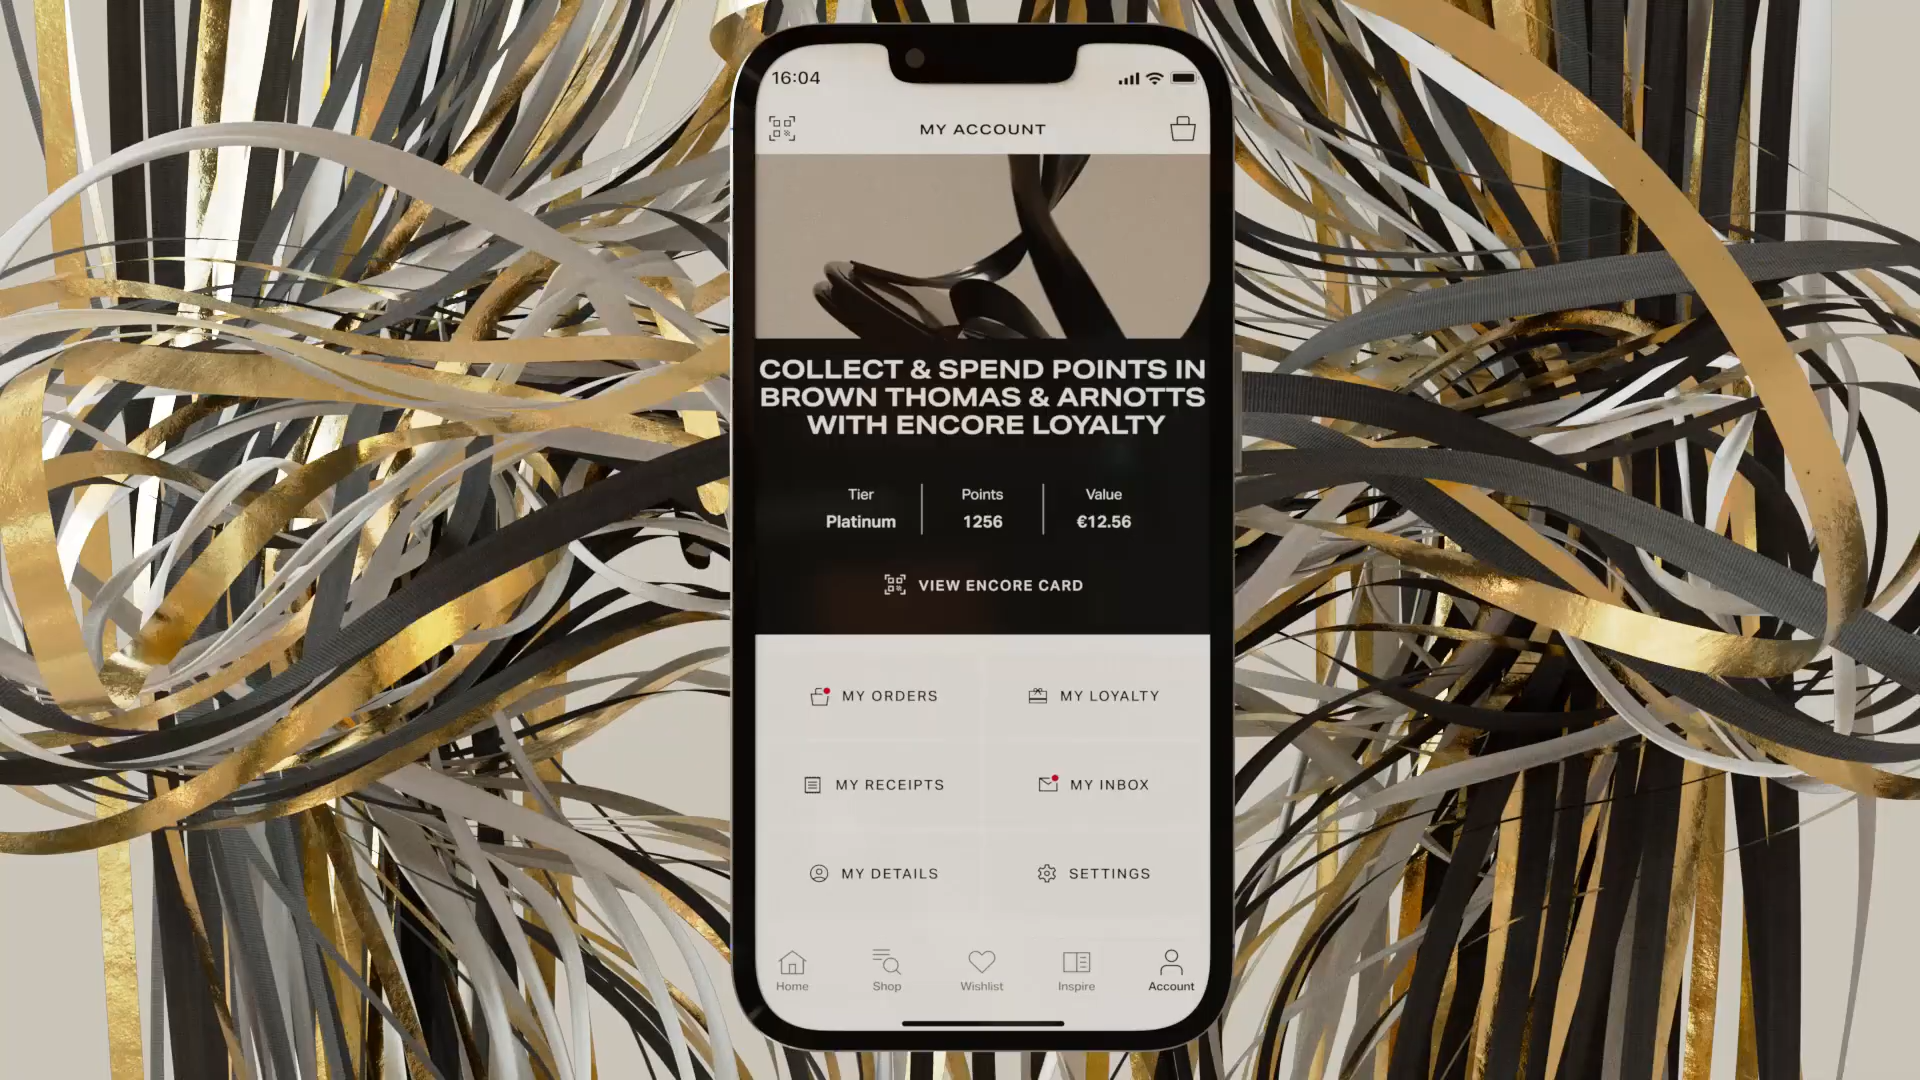 16:04
MY ACCOUNT
COLLECT & SPEND POINTS IN
BROWN THOMAS & ARNOTTS
WITH ENCORE LOYALTY
Tier Points Value
Platinum 1256 €12.56
VIEW ENCORE CARD
MY ORDERS MY LOYALTY
MY RECEIPTS MY INBOX
MY DETAILS SETTINGS
Home Shop Wishlist Inspire Account